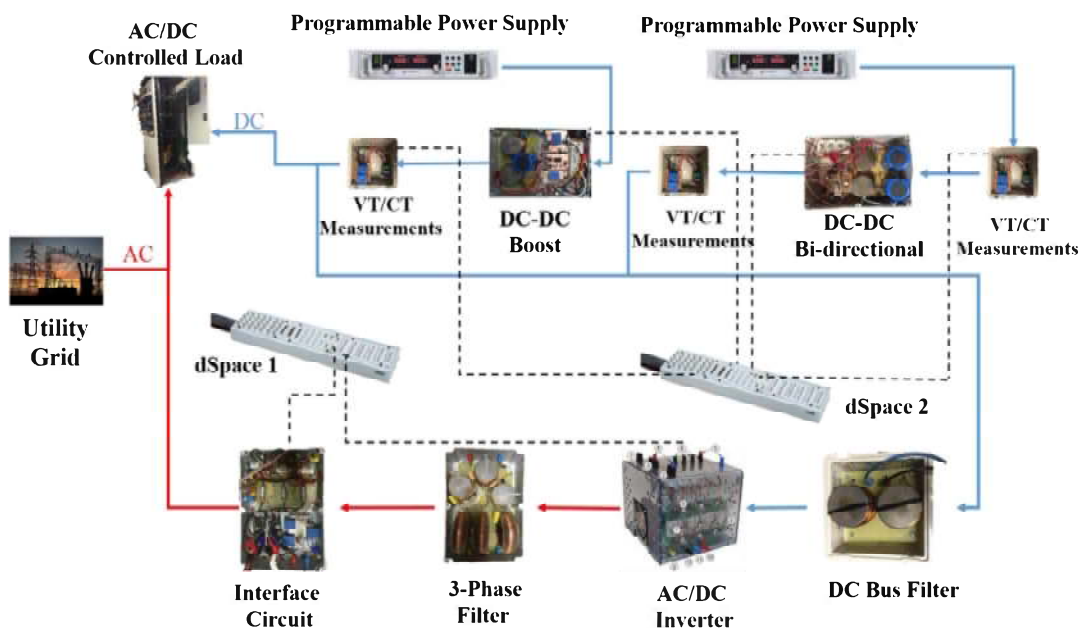 Programmable Power Supply
Programmable Power Supply
AC/DC
Controlled Load
DC
VT/CT
Measurements
DC-DC
Boost
VT/CT
Measurements
DC-DC
Bi-directional
VT/CT
Measurements
AC
Utility
Grid
dSpace 1
dSpace 2
Interface
Circuit
3-Phase
Filter
AC/DC
Inverter
DC Bus Filter